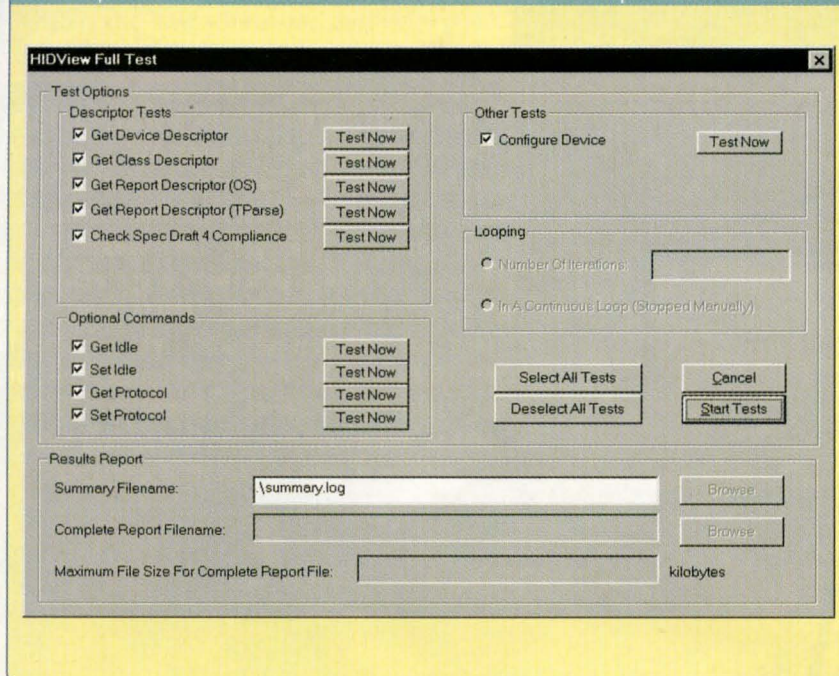 HIDView Full Test
Test Options
Descriptor Tests
Get Device Descriptor Test Now
Get Class Descriptor Test Now
Get Report Descriptor (OS) Test Now
Get Report Descriptor (TParse) Test Now
Check Spec Draft 4 Compliance Test Now
Optional Commands
Get Idle Test Now
Set Idle Test Now
Get Protocol Test Now
Set Protocol Test Now
Other Tests
Configure Device Test Now
Looping
Number Of Iterations:
In A Continuous Loop (Stopped Manually)
Select All Tests Cancel
Deselect All Tests Start Tests
Results Report
Summary Filename: .\summary.log Browse
Complete Report Filename: Browse
Maximum File Size For Complete Report File: kilobytes